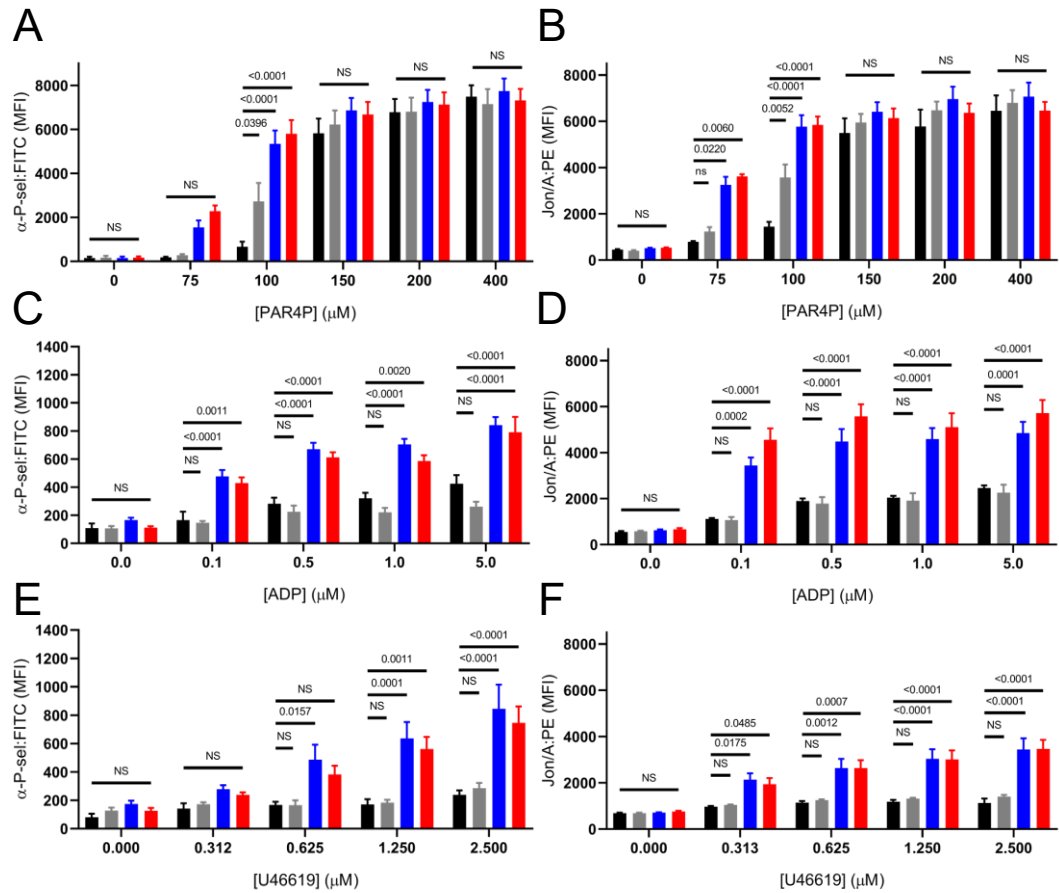 A
α-P-sel:FITC (MFI)
8000
6000
4000
2000
0
NS
NS
<0.0001
<0.0001
0.0396
NS
NS
NS
0
75
100
150
200
400
[PAR4P] (μM)
B
Jon/A:PE (MFI)
8000
6000
4000
2000
0
NS
0.0060
0.0220
ns
<0.0001
<0.0001
0.0052
NS
NS
NS
0
75
100
150
200
400
[PAR4P] (μM)
C
α-P-sel:FITC (MFI)
1400
1200
1000
800
600
400
200
0
NS
0.0011
<0.0001
NS
<0.0001
<0.0001
NS
0.0020
<0.0001
NS
<0.0001
<0.0001
NS
0.0
0.1
0.5
1.0
5.0
[ADP] (μM)
D
Jon/A:PE (MFI)
8000
6000
4000
2000
0
NS
<0.0001
0.0002
NS
<0.0001
<0.0001
NS
<0.0001
<0.0001
NS
<0.0001
0.0001
NS
0.0
0.1
0.5
1.0
5.0
[ADP] (μM)
E
α-P-sel:FITC (MFI)
1400
1200
1000
800
600
400
200
0
NS
NS
NS
0.0157
NS
0.0011
0.0001
NS
<0.0001
<0.0001
NS
0.000
0.312
0.625
1.250
2.500
[U46619] (μM)
F
Jon/A:PE (MFI)
8000
6000
4000
2000
0
NS
0.0485
0.0175
NS
0.0007
0.0012
NS
<0.0001
<0.0001
NS
<0.0001
<0.0001
NS
0.000
0.313
0.625
1.250
2.500
[U46619] (μM)